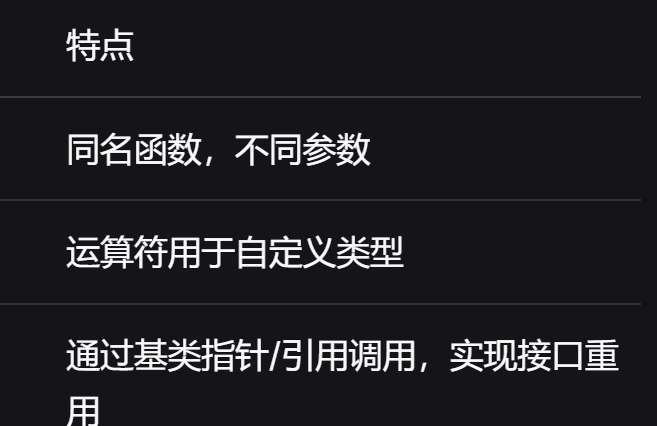 特点
同名函数，不同参数
运算符用于自定义类型
通过基类指针/引用调用，实现接口重
用